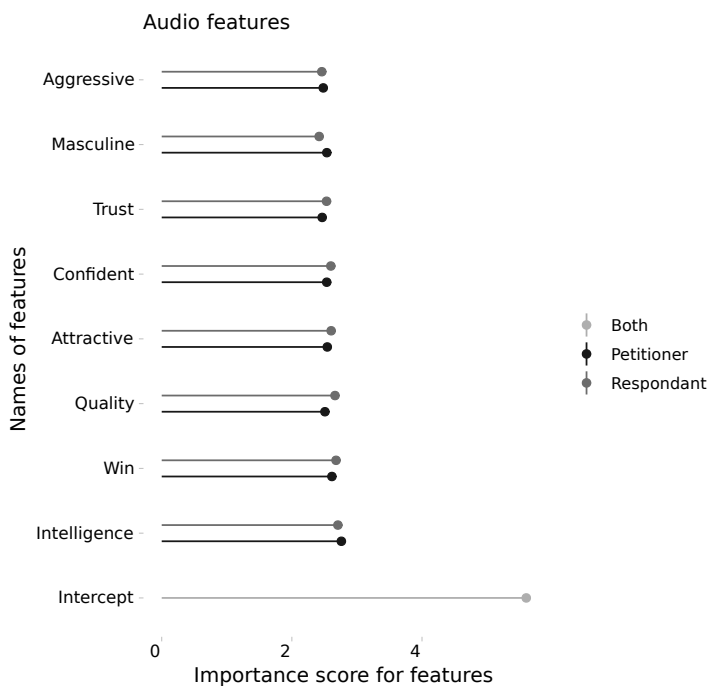 Audio features
Aggressive
Masculine
Trust
Confident
Attractive
Quality
Win
Intelligence
Intercept
Names of features
0 2 4
Importance score for features
Both
Petitioner
Respondant